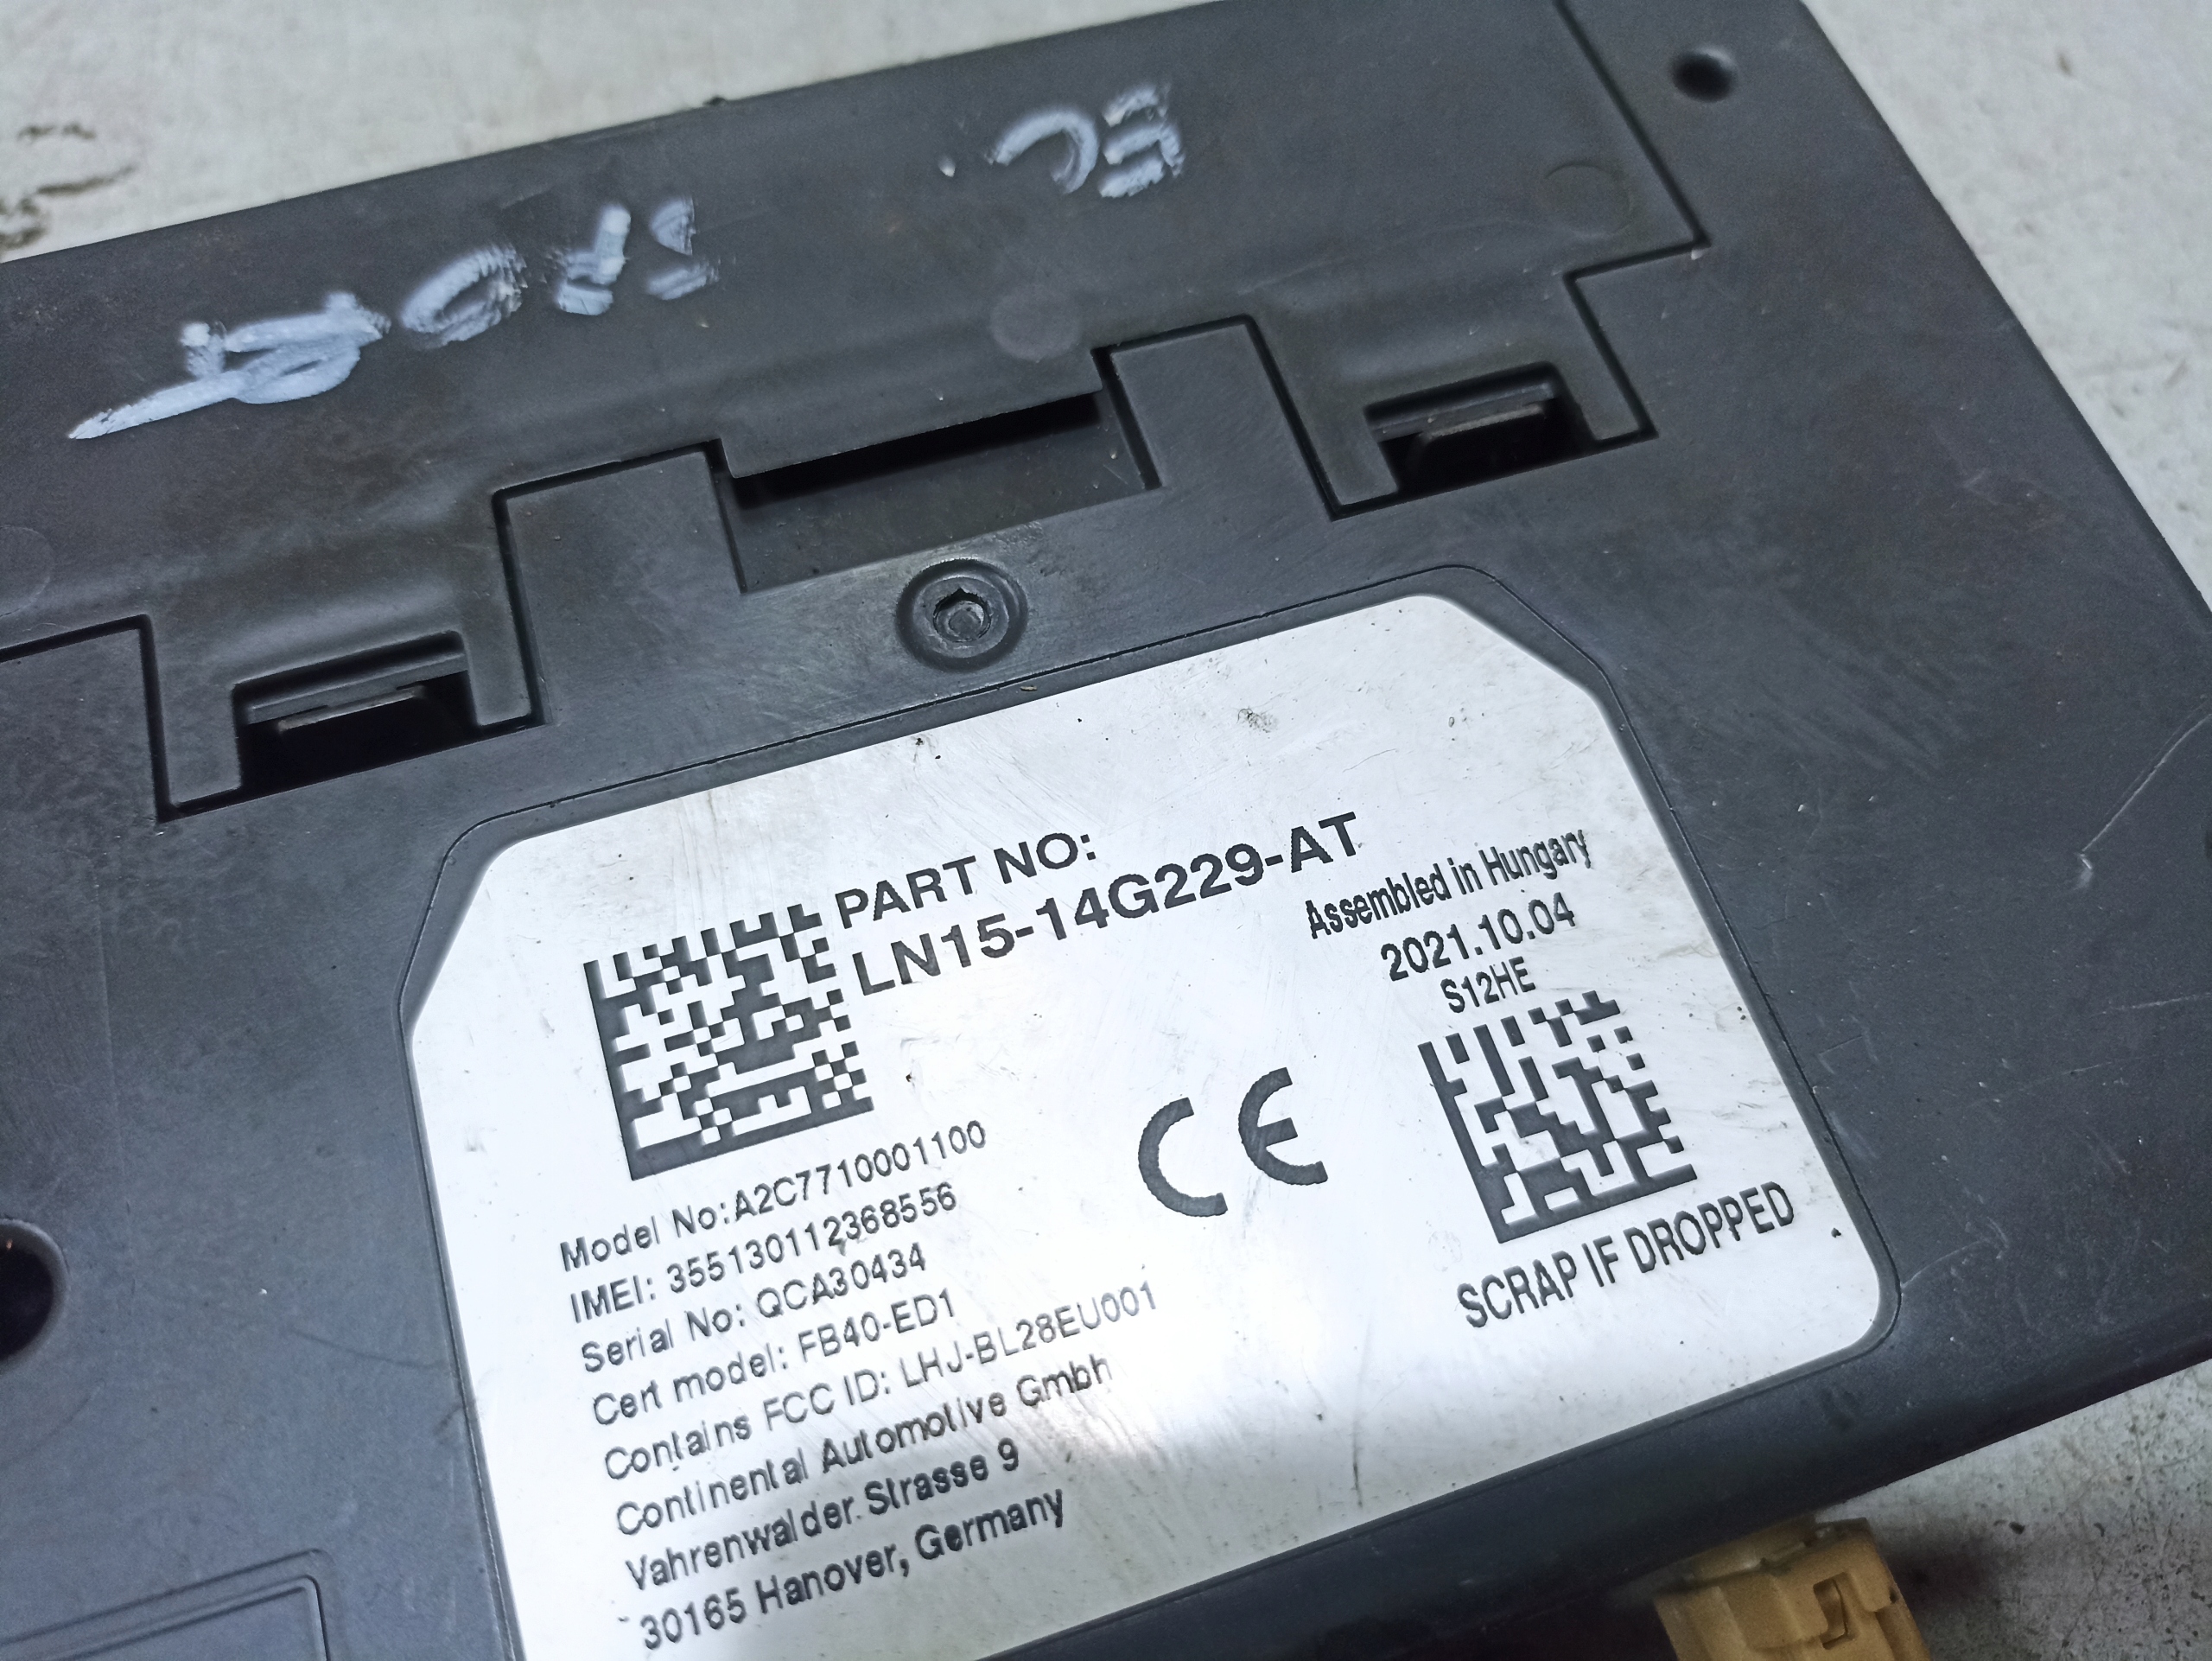 PART NO:
LN15-14G229-AT
Assembled in Hungary
2021.10.04
S12HE
CE
SCRAP IF DROPPED
Model No:A2C7710001100
IMEI: 355130112368556
Serial No: QCA30434
Cert model: FB40-ED1
Contains FCC ID: LHJ-BL28EU001
Continental Automotive Gmbh
Vahrenwalder Strasse 9
30165 Hanover, Germany